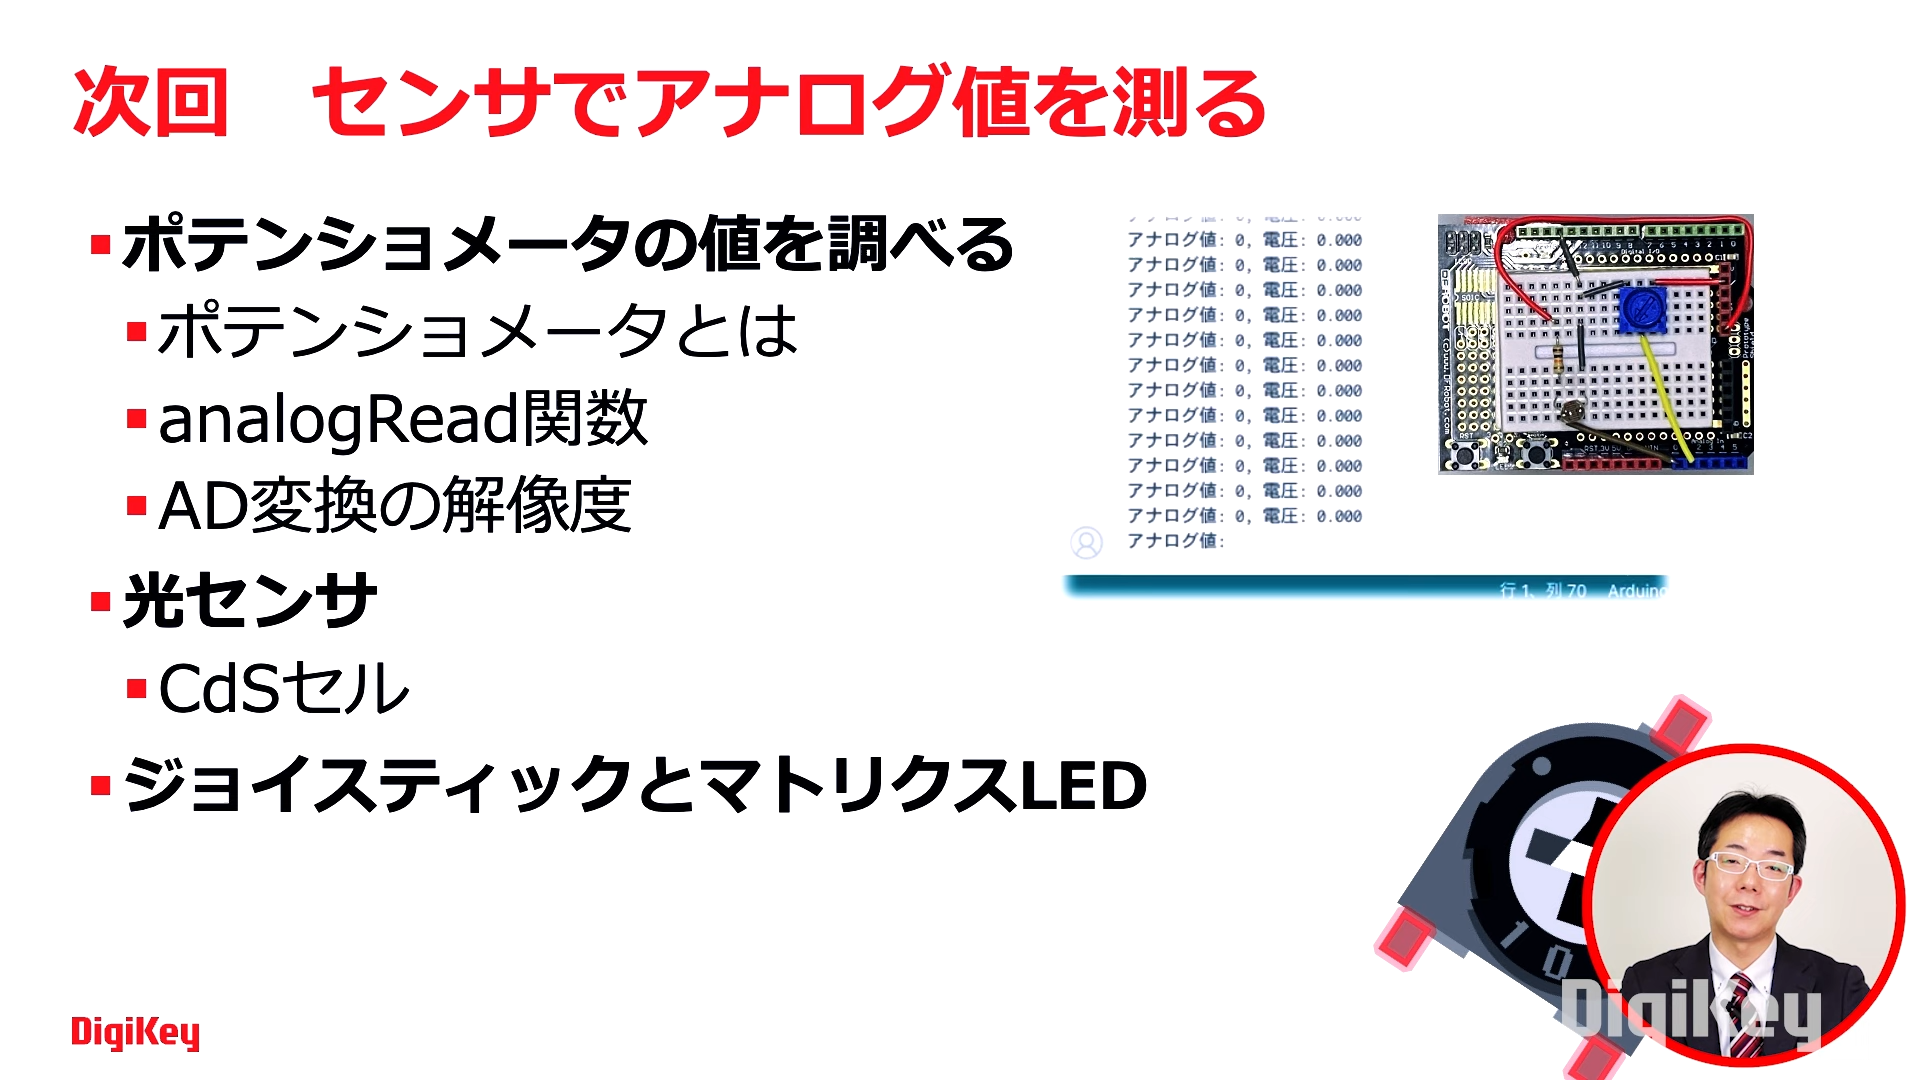 次回　センサでアナログ値を測る
ポテンショメータの値を調べる
ポテンショメータとは
analogRead関数
AD変換の解像度
光センサ
CdSセル
ジョイスティックとマトリクスLED
アナログ値: 0, 電圧: 0.000
アナログ値: 0, 電圧: 0.000
アナログ値: 0, 電圧: 0.000
アナログ値: 0, 電圧: 0.000
アナログ値: 0, 電圧: 0.000
アナログ値: 0, 電圧: 0.000
アナログ値: 0, 電圧: 0.000
アナログ値: 0, 電圧: 0.000
アナログ値: 0, 電圧: 0.000
アナログ値: 0, 電圧: 0.000
アナログ値: 0, 電圧: 0.000
アナログ値: 0, 電圧: 0.000
アナログ値:
行 1、列 70 Arduino
10
DigiKey
DigiKey